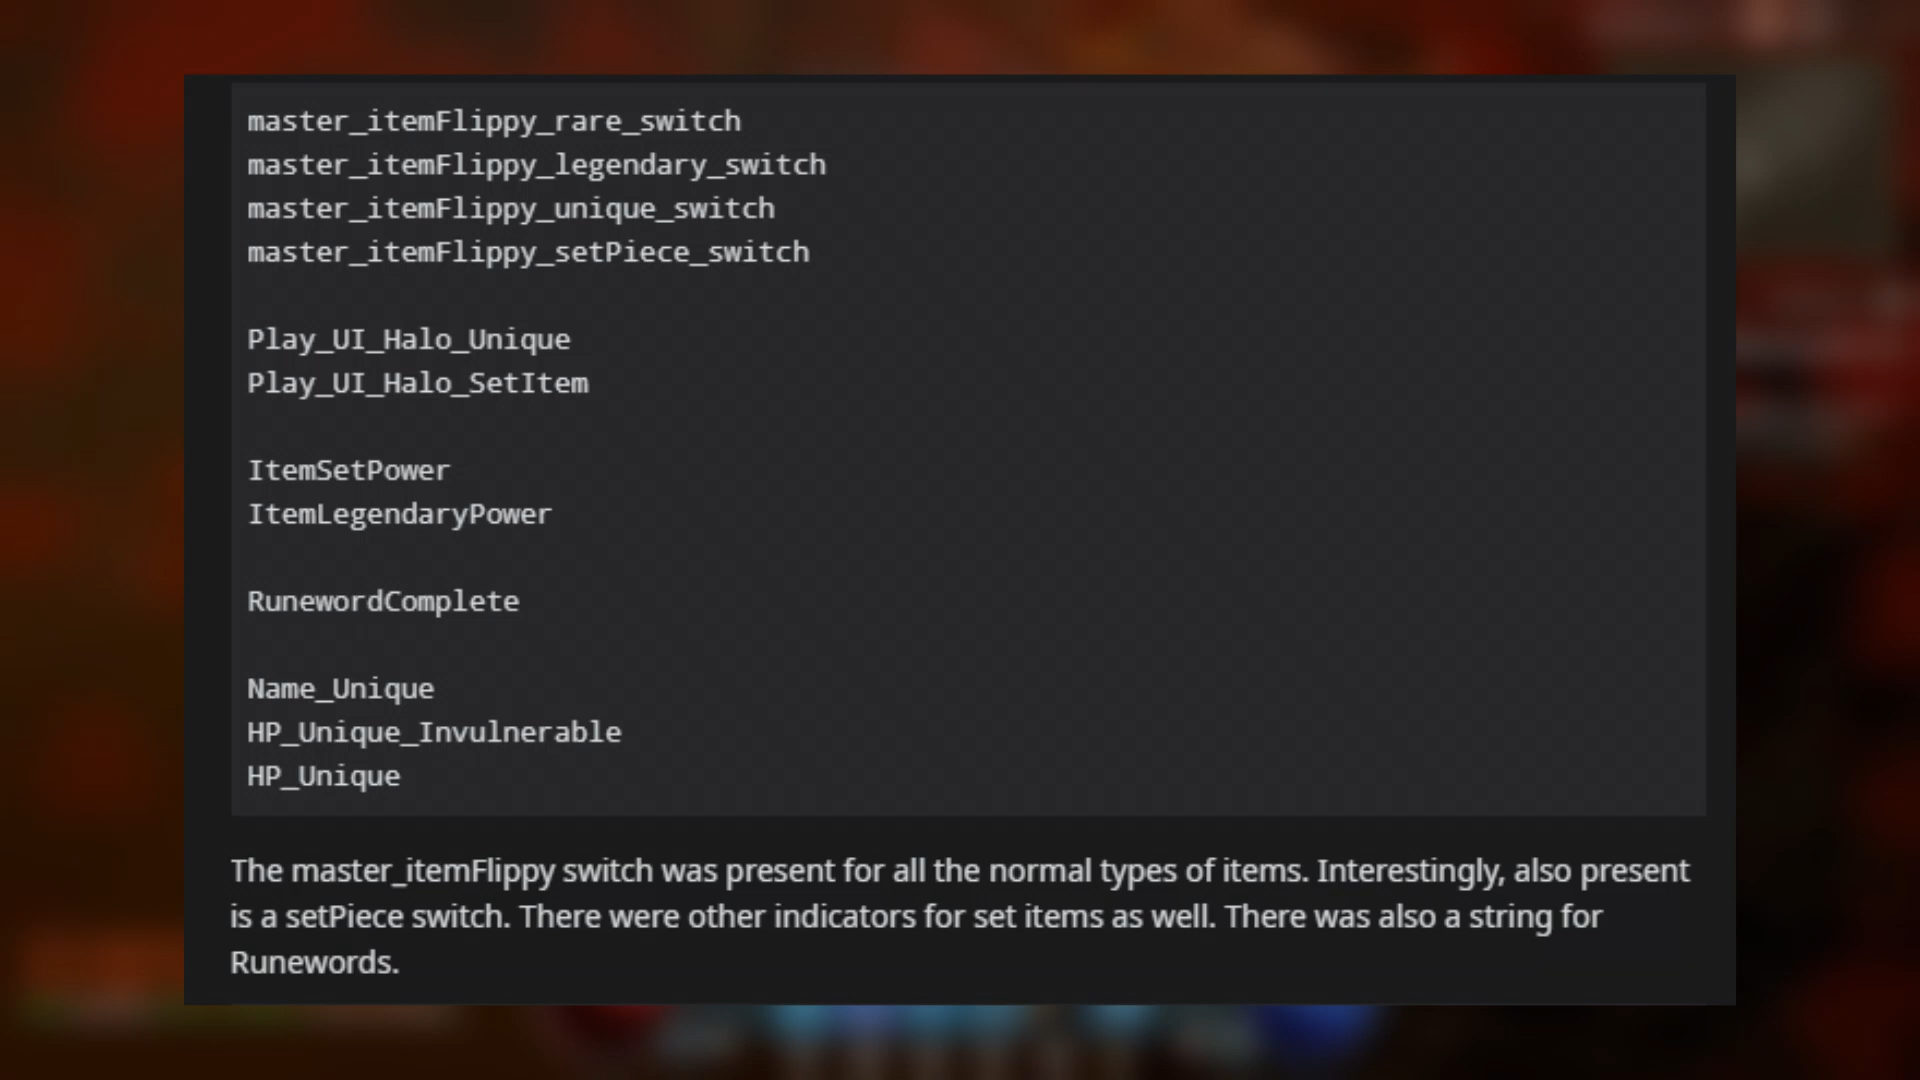 master_itemFlippy_rare_switch
master_itemFlippy_legendary_switch
master_itemFlippy_unique_switch
master_itemFlippy_setPiece_switch
Play_UI_Halo_Unique
Play_UI_Halo_SetItem
ItemSetPower
ItemLegendaryPower
RunewordComplete
Name_Unique
HP_Unique_Invulnerable
HP_Unique
The master_itemFlippy switch was present for all the normal types of items. Interestingly, also present
is a setPiece switch. There were other indicators for set items as well. There was also a string for
Runewords.